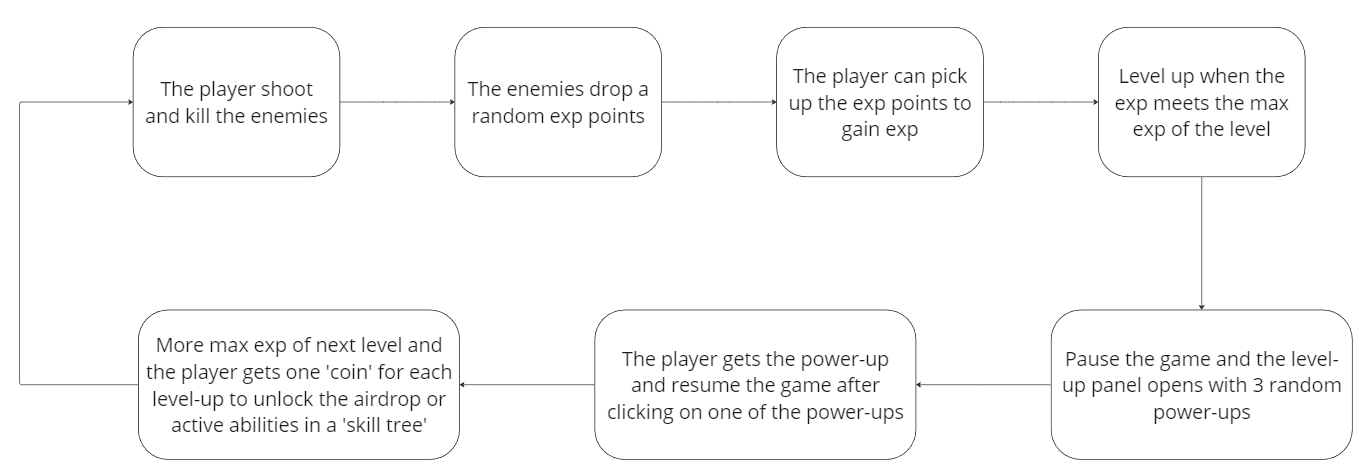 The player shoot
and kill the enemies
The enemies drop a
random exp points
The player can pick
up the exp points to
gain exp
Level up when the
exp meets the max
exp of the level
Pause the game and the level-
up panel opens with 3 random
power-ups
The player gets the power-up
and resume the game after
clicking on one of the power-ups
More max exp of next level and
the player gets one 'coin' for each
level-up to unlock the airdrop or
active abilities in a 'skill tree'